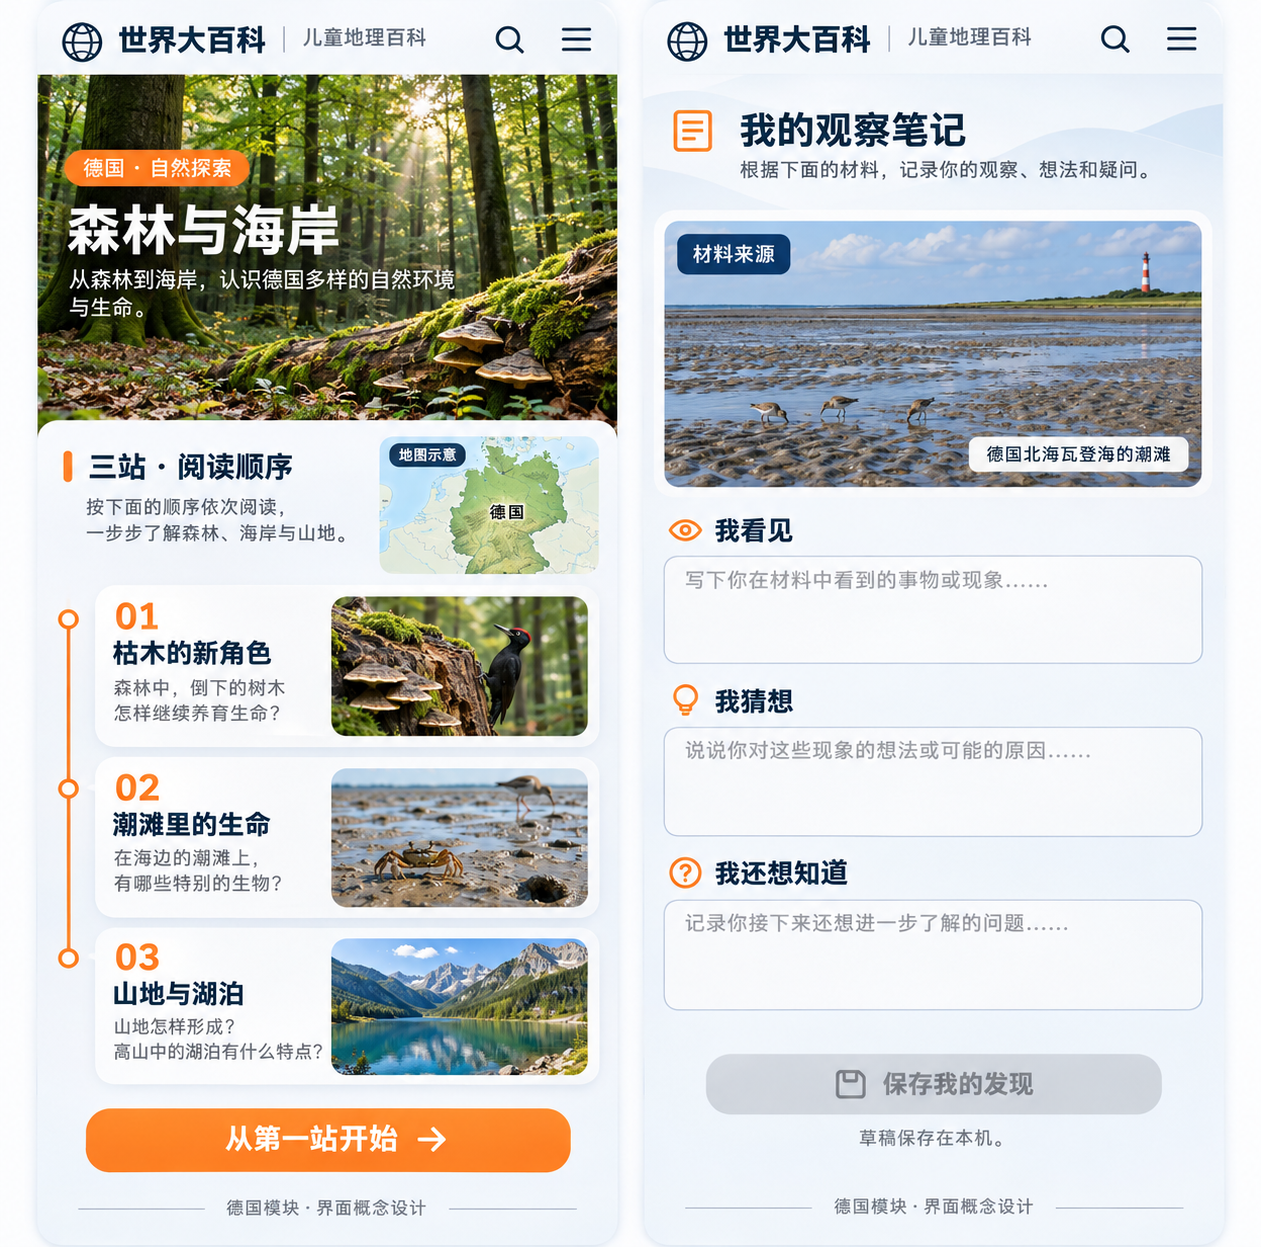 世界大百科
儿童地理百科
德国 · 自然探索
森林与海岸
从森林到海岸，认识德国多样的自然环境
与生命。
三站 · 阅读顺序
按下面的顺序依次阅读，
一步步了解森林、海岸与山地。
地图示意
德国
01
枯木的新角色
森林中，倒下的树木
怎样继续养育生命？
02
潮滩里的生命
在海边的潮滩上，
有哪些特别的生物？
03
山地与湖泊
山地怎样形成？
高山中的湖泊有什么特点？
从第一站开始 →
德国模块 · 界面概念设计
世界大百科
儿童地理百科
我的观察笔记
根据下面的材料，记录你的观察、想法和疑问。
材料来源
德国北海瓦登海的潮滩
我看见
写下你在材料中看到的事物或现象……
我猜想
说说你对这些现象的想法或可能的原因……
我还想知道
记录你接下来还想进一步了解的问题……
保存我的发现
草稿保存在本机。
德国模块 · 界面概念设计